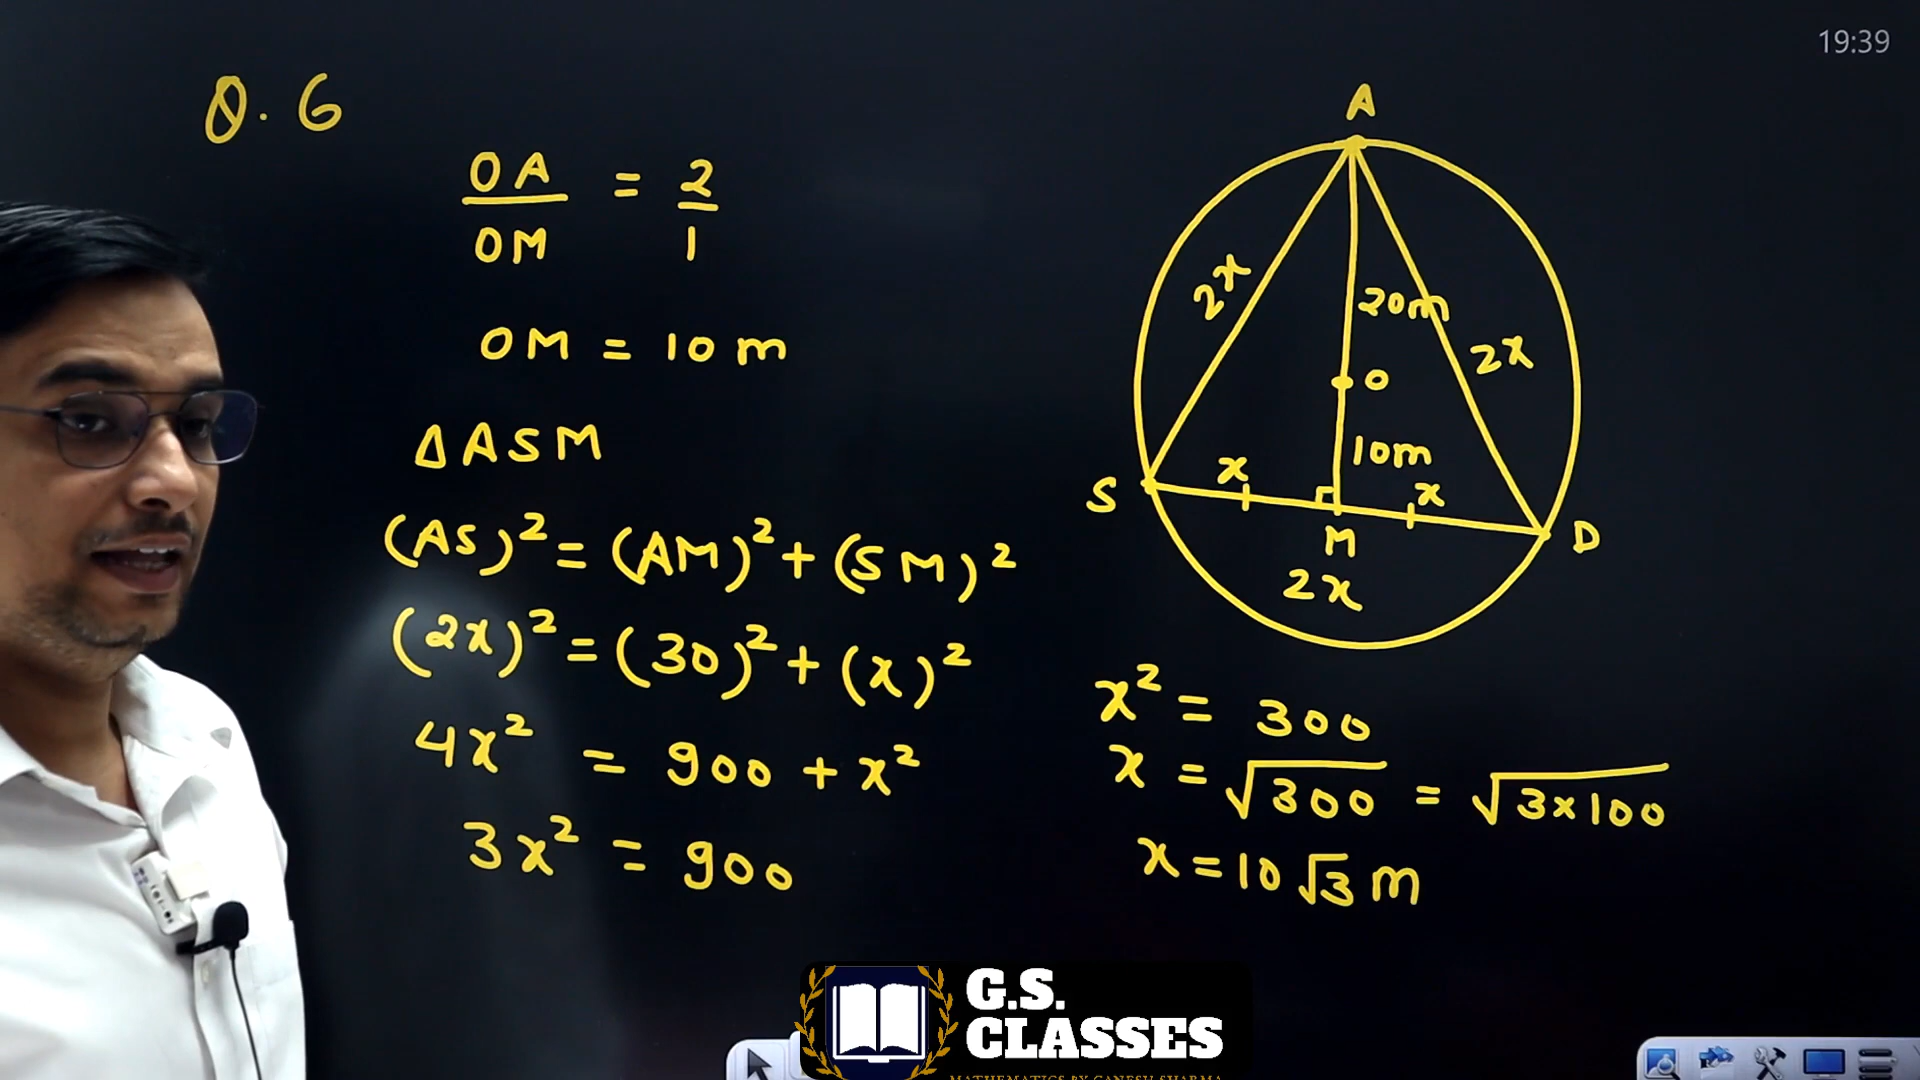 19:39
Q. 6
OA/OM = 2/1
OM = 10 m
ΔASM
(AS)² = (AM)² + (SM)²
(2x)² = (30)² + (x)²
4x² = 900 + x²
3x² = 900
A
2x
20m
2x
O
10m
S
x
x
M
D
2x
x² = 300
x = √300 = √3×100
x = 10√3 m
G.S.
CLASSES
MATHEMATICS BY GANESH SHARMA